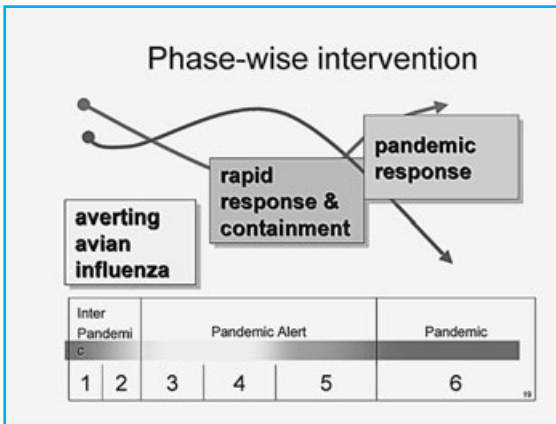 Phase-wise intervention
pandemic
response
rapid
response &
containment
averting
avian
influenza
Inter
Pandemi
c
Pandemic Alert
Pandemic
1 2 3 4 5 6
19